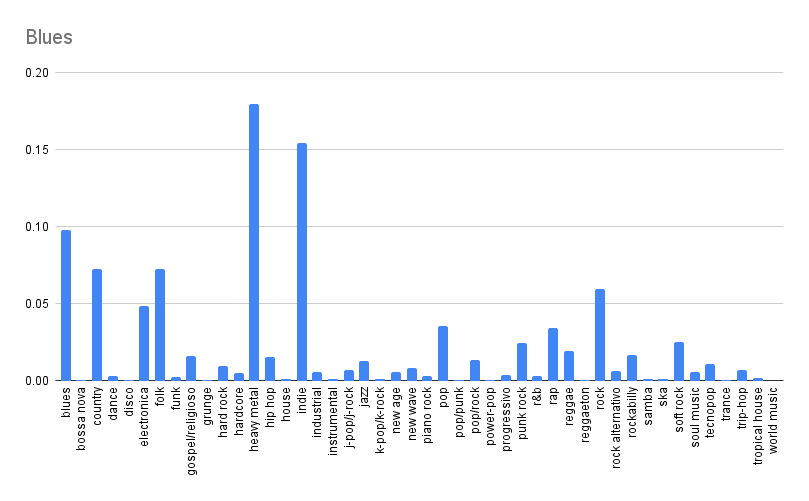 Blues
0.20
0.15
0.10
0.05
0.00
blues
bossa nova
country
dance
disco
electronica
folk
funk
gospel/religioso
grunge
hard rock
hardcore
heavy metal
hip hop
house
indie
industrial
instrumental
j-pop/j-rock
jazz
k-pop/k-rock
new age
new wave
piano rock
pop
pop/punk
pop/rock
power-pop
progressivo
punk rock
r&b
rap
reggae
reggaeton
rock
rock alternativo
rockabilly
samba
ska
soft rock
soul music
tecnopop
trance
trip-hop
tropical house
world music